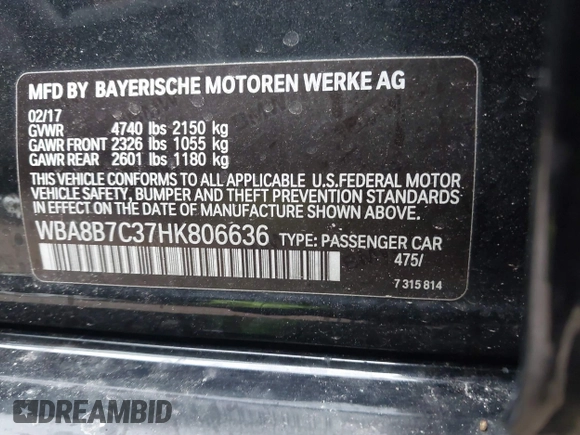 MFD BY BAYERISCHE MOTOREN WERKE AG
02/17
GVWR 4740 lbs 2150 kg
GAWR FRONT 2326 lbs 1055 kg
GAWR REAR 2601 lbs 1180 kg
THIS VEHICLE CONFORMS TO ALL APPLICABLE U.S.FEDERAL MOTOR
VEHICLE SAFETY, BUMPER AND THEFT PREVENTION STANDARDS
IN EFFECT ON THE DATE OF MANUFACTURE SHOWN ABOVE.
WBA8B7C37HK806636 TYPE: PASSENGER CAR
475/
7 315 814
DREAMBID